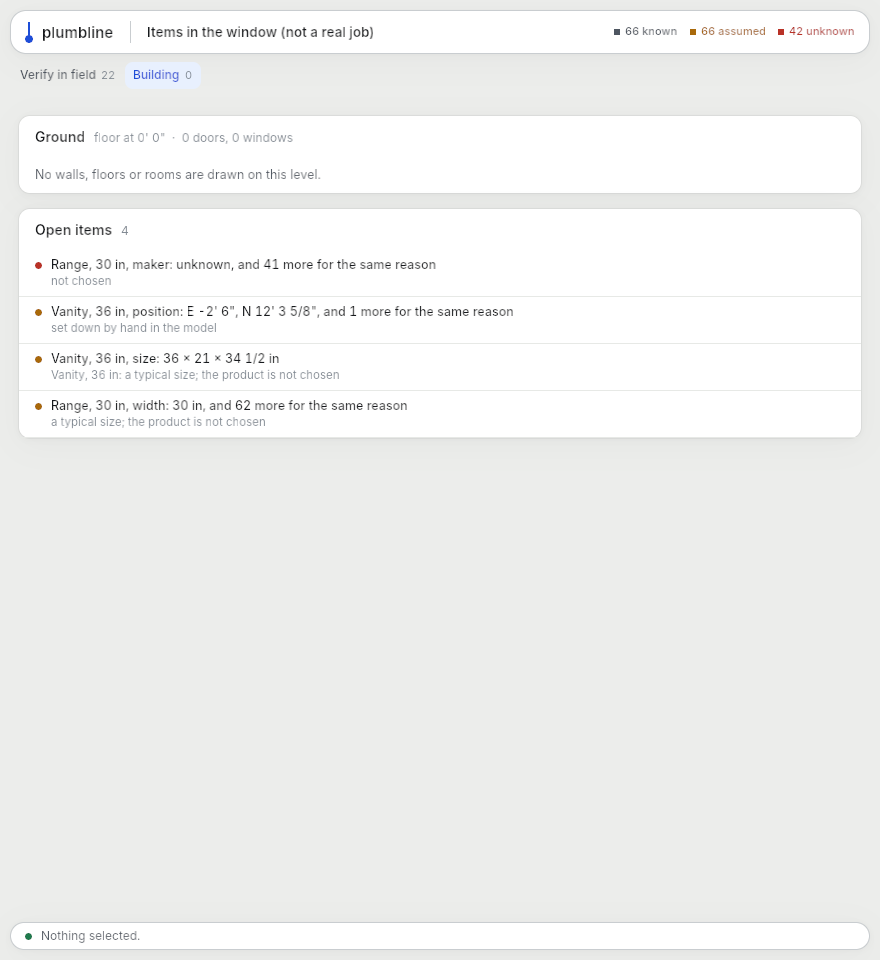 plumbline
Items in the window (not a real job)
66 known 66 assumed 42 unknown
Verify in field 22 Building 0
Ground floor at 0' 0" · 0 doors, 0 windows
No walls, floors or rooms are drawn on this level.
Open items 4
Range, 30 in, maker: unknown, and 41 more for the same reason
not chosen
Vanity, 36 in, position: E -2' 6", N 12' 3 5/8", and 1 more for the same reason
set down by hand in the model
Vanity, 36 in, size: 36 × 21 × 34 1/2 in
Vanity, 36 in: a typical size; the product is not chosen
Range, 30 in, width: 30 in, and 62 more for the same reason
a typical size; the product is not chosen
Nothing selected.